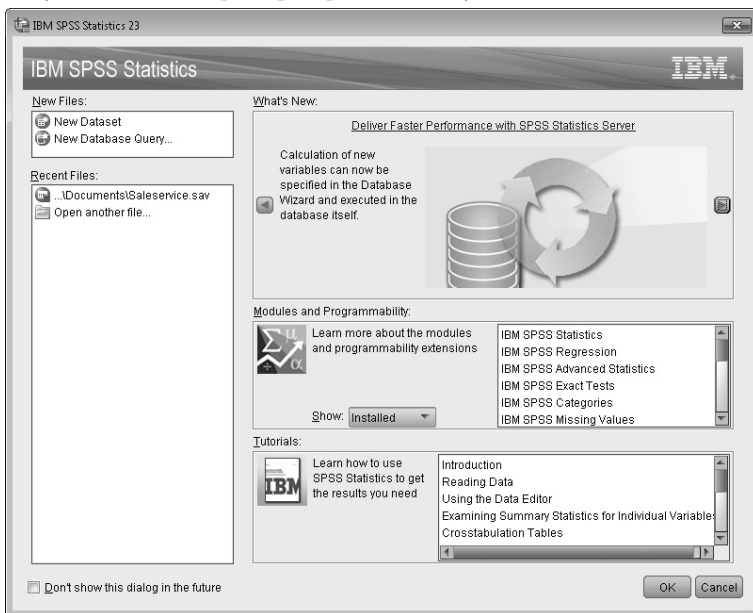 IBM SPSS Statistics 23
IBM SPSS Statistics
IBM
New Files:
New Dataset
New Database Query...
Recent Files:
...\Documents\Saleservice.sav
Open another file...
What's New:
Deliver Faster Performance with SPSS Statistics Server
Calculation of new
variables can now be
specified in the Database
Wizard and executed in the
database itself.
Modules and Programmability:
Learn more about the modules
and programmability extensions
Show: Installed
IBM SPSS Statistics
IBM SPSS Regression
IBM SPSS Advanced Statistics
IBM SPSS Exact Tests
IBM SPSS Categories
IBM SPSS Missing Values
Tutorials:
IBM
Learn how to use
SPSS Statistics to get
the results you need
Introduction
Reading Data
Using the Data Editor
Examining Summary Statistics for Individual Variable
Crosstabulation Tables
Don't show this dialog in the future
OK
Cancel